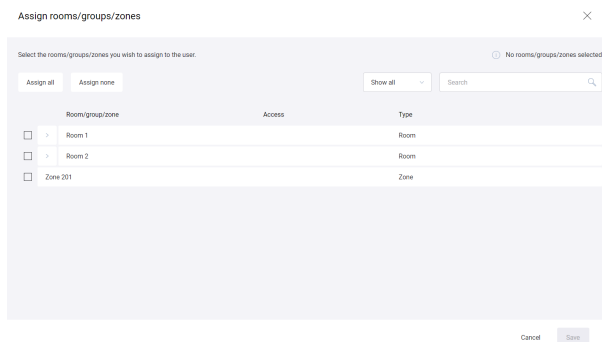 Assign rooms/groups/zones
Select the rooms/groups/zones you wish to assign to the user.
No rooms/groups/zones selected
Assign all
Assign none
Show all
Search
Room/group/zone Access Type
Room 1 Room
Room 2 Room
Zone 201 Zone
Cancel
Save